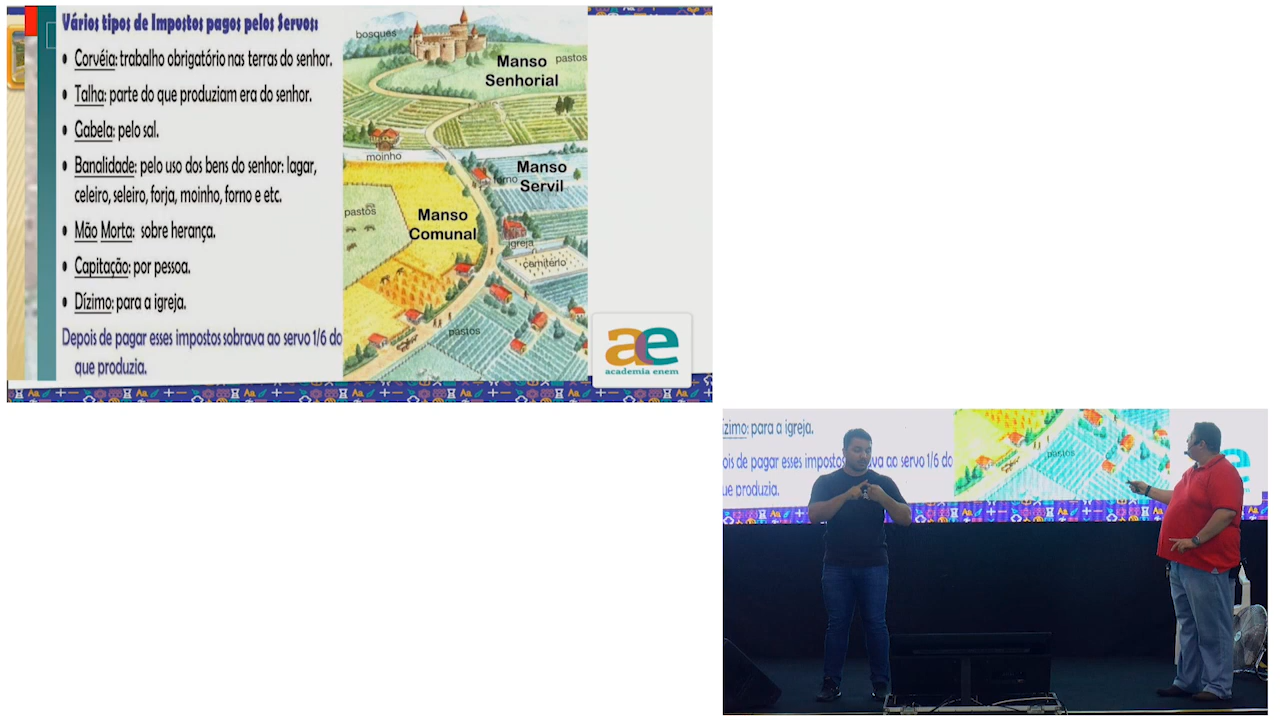 Vários tipos de Impostos pagos pelos Servos:
• Corvéia: trabalho obrigatório nas terras do senhor.
• Talha: parte do que produziam era do senhor.
• Gabela: pelo sal.
• Banalidade: pelo uso dos bens do senhor: lagar,
celeiro, seleiro, forja, moinho, forno e etc.
• Mão Morta: sobre herança.
• Capitação: por pessoa.
• Dízimo: para a igreja.
Depois de pagar esses impostos sobrava ao servo 1/6 do
que produzia.
bosques
Manso
Senhorial
pastos
moinho
Manso
Servil
forno
pastos
Manso
Comunal
igreja
cemitério
pastos
ae
academia enem
ízimo: para a igreja.
ois de pagar esses impostos va ao servo 1/6 do
ue produzia.
pastos
e